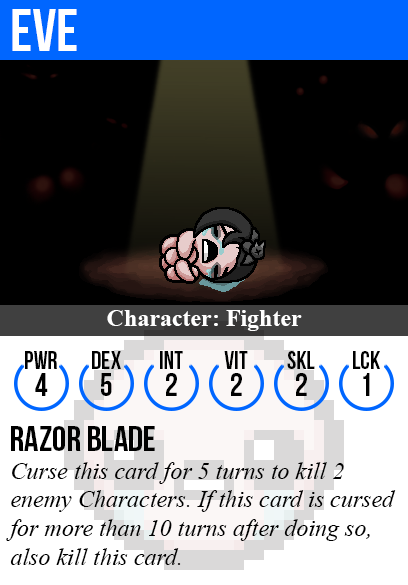 EVE
Character: Fighter
PWR DEX INT VIT SKL LCK
4 5 2 2 2 1
RAZOR BLADE
Curse this card for 5 turns to kill 2
enemy Characters. If this card is cursed
for more than 10 turns after doing so,
also kill this card.